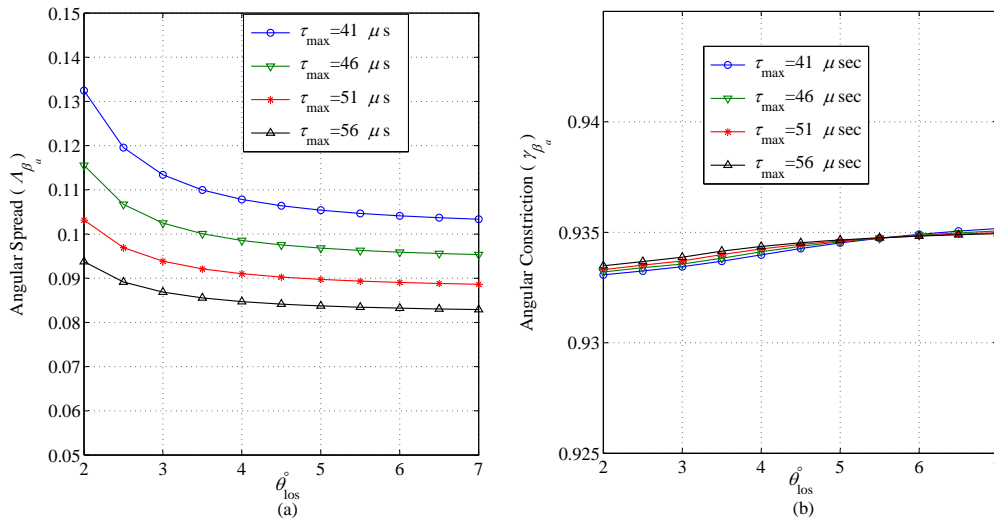 0.15
0.14
0.13
0.12
0.11
0.1
0.09
0.08
0.07
0.06
0.05
Angular Spread ( Λβa )
τmax=41 μs
τmax=46 μs
τmax=51 μs
τmax=56 μs
2 3 4 5 6 7
θ°los
(a)
0.94
0.935
0.93
0.925
Angular Constriction ( γβa )
τmax=41 μsec
τmax=46 μsec
τmax=51 μsec
τmax=56 μsec
2 3 4 5 6 7
θ°los
(b)